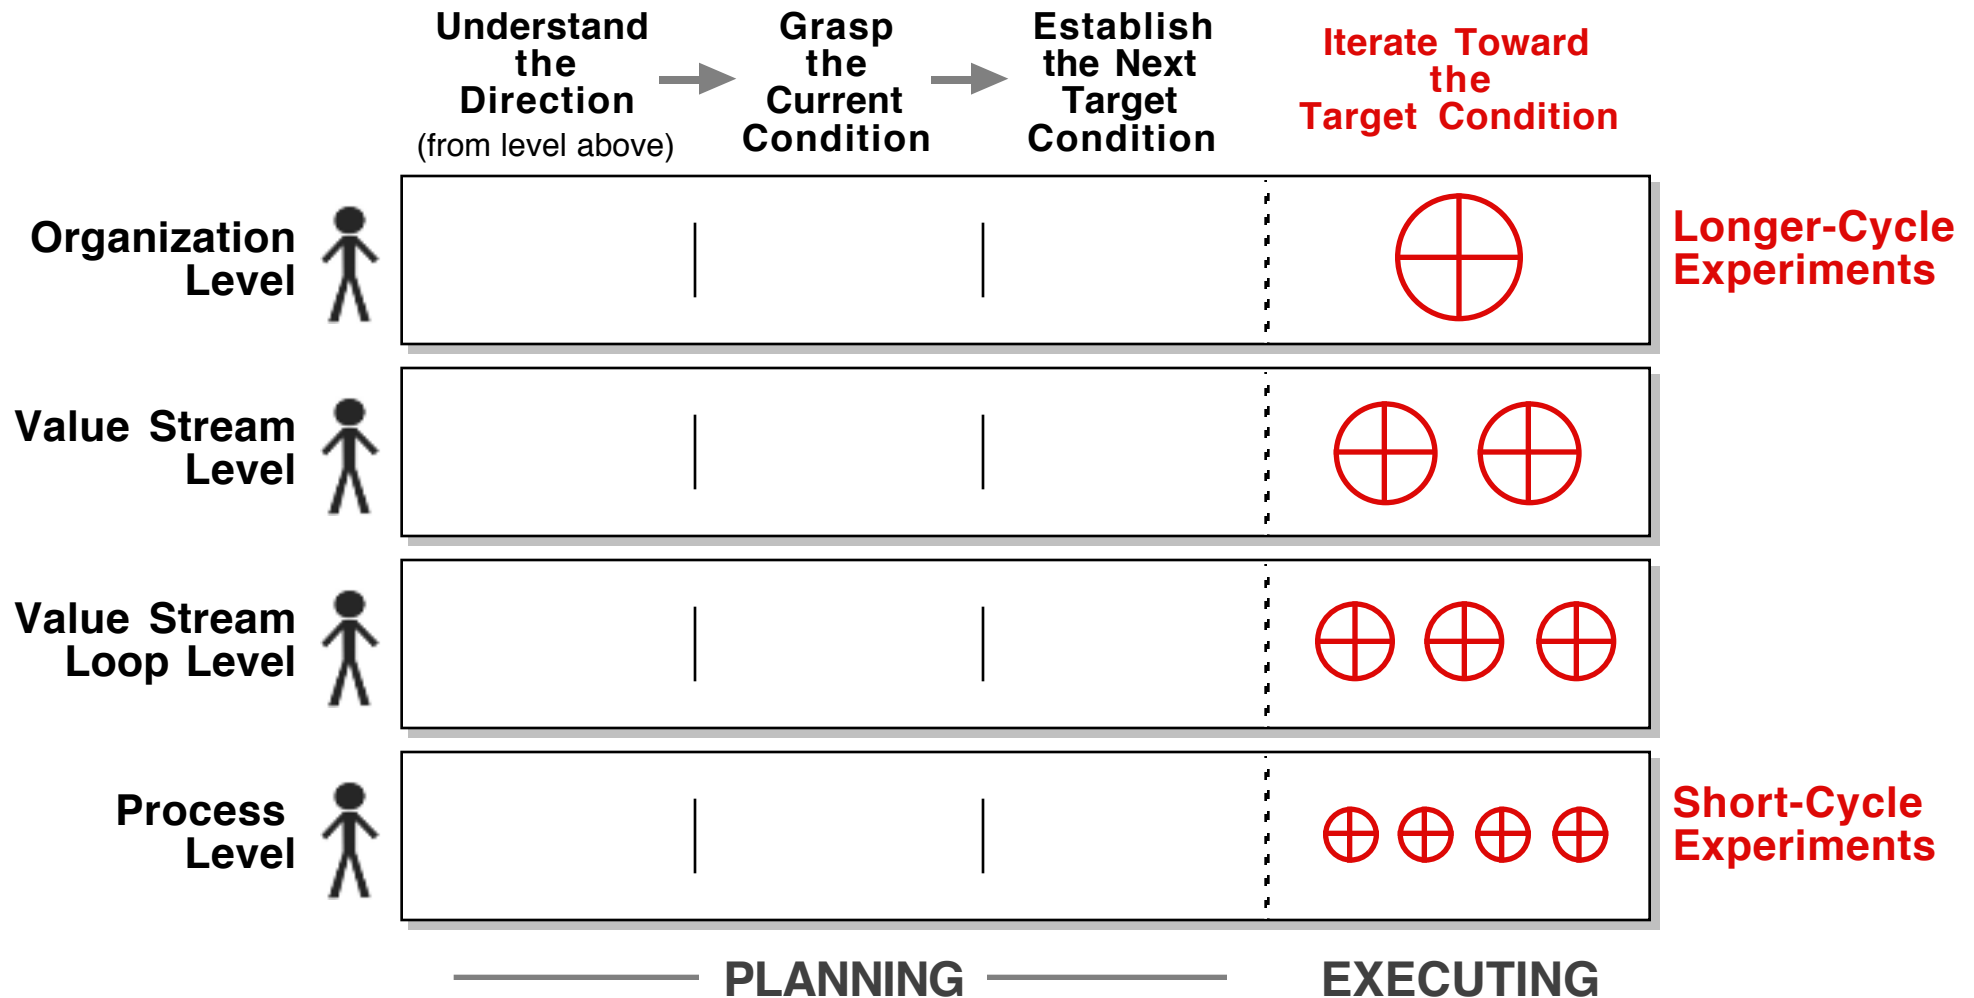 Understand
the
Direction
(from level above)
Grasp
the
Current
Condition
Establish
the Next
Target
Condition
Iterate Toward
the
Target Condition
Organization
Level
Longer-Cycle
Experiments
Value Stream
Level
Value Stream
Loop Level
Process
Level
Short-Cycle
Experiments
PLANNING
EXECUTING